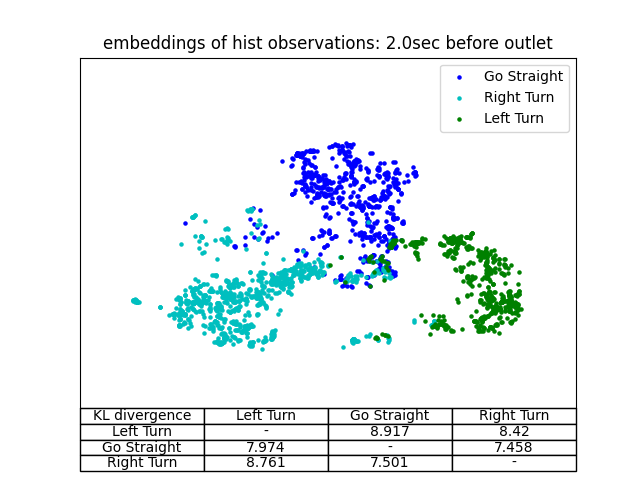 embeddings of hist observations: 2.0sec before outlet
Go Straight
Right Turn
Left Turn
KL divergence Left Turn Go Straight Right Turn
Left Turn - 8.917 8.42
Go Straight 7.974 - 7.458
Right Turn 8.761 7.501 -